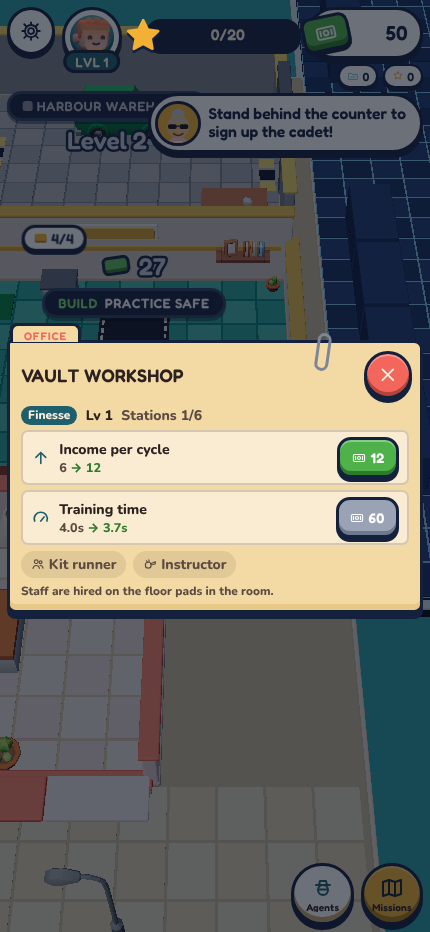 0/20
50
LVL 1
0
0
HARBOUR WAREH
Stand behind the counter to
sign up the cadet!
Level 2
4/4
27
BUILD PRACTICE SAFE
OFFICE
VAULT WORKSHOP
Finesse Lv 1 Stations 1/6
Income per cycle
6 → 12
12
Training time
4.0s → 3.7s
60
Kit runner
Instructor
Staff are hired on the floor pads in the room.
Agents
Missions